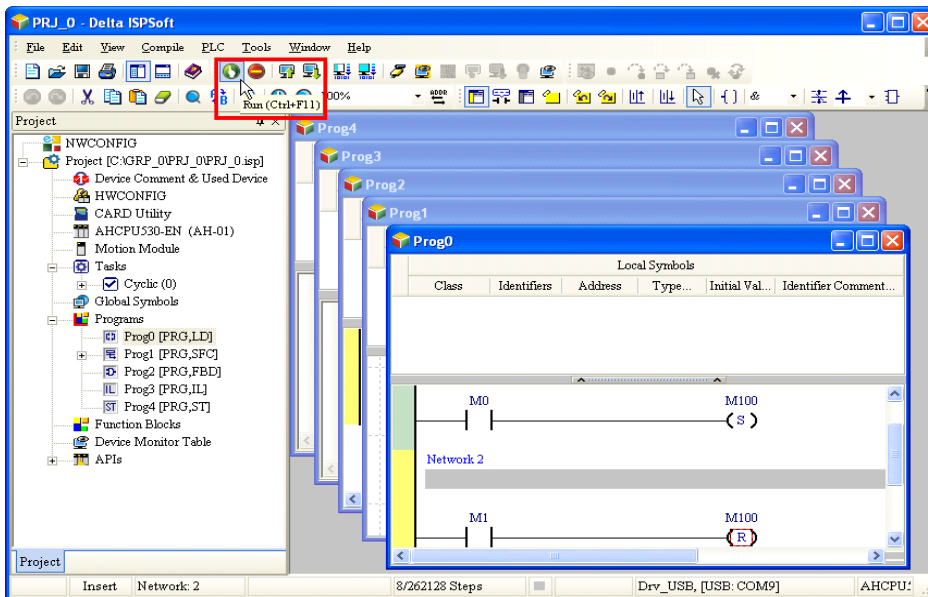 PRJ_0 - Delta ISPSoft
File Edit View Compile PLC Tools Window Help
Run (Ctrl+F11)
100%
ADDR
&
Project
NWCONFIG
Project [C:\GRP_0\PRJ_0\PRJ_0.isp]
Device Comment & Used Device
HWCONFIG
CARD Utility
AHCPU530-EN (AH-01)
Motion Module
Tasks
Cyclic (0)
Global Symbols
Programs
Prog0 [PRG,LD]
Prog1 [PRG,SFC]
Prog2 [PRG,FBD]
Prog3 [PRG,IL]
Prog4 [PRG,ST]
Function Blocks
Device Monitor Table
APIs
Project
Prog4
Prog3
Prog2
Prog1
Prog0
Local Symbols
Class Identifiers Address Type... Initial Val... Identifier Comment...
M0 M100
S
Network 2
M1 M100
R
Insert Network: 2 8/262128 Steps Drv_USB, [USB: COM9]